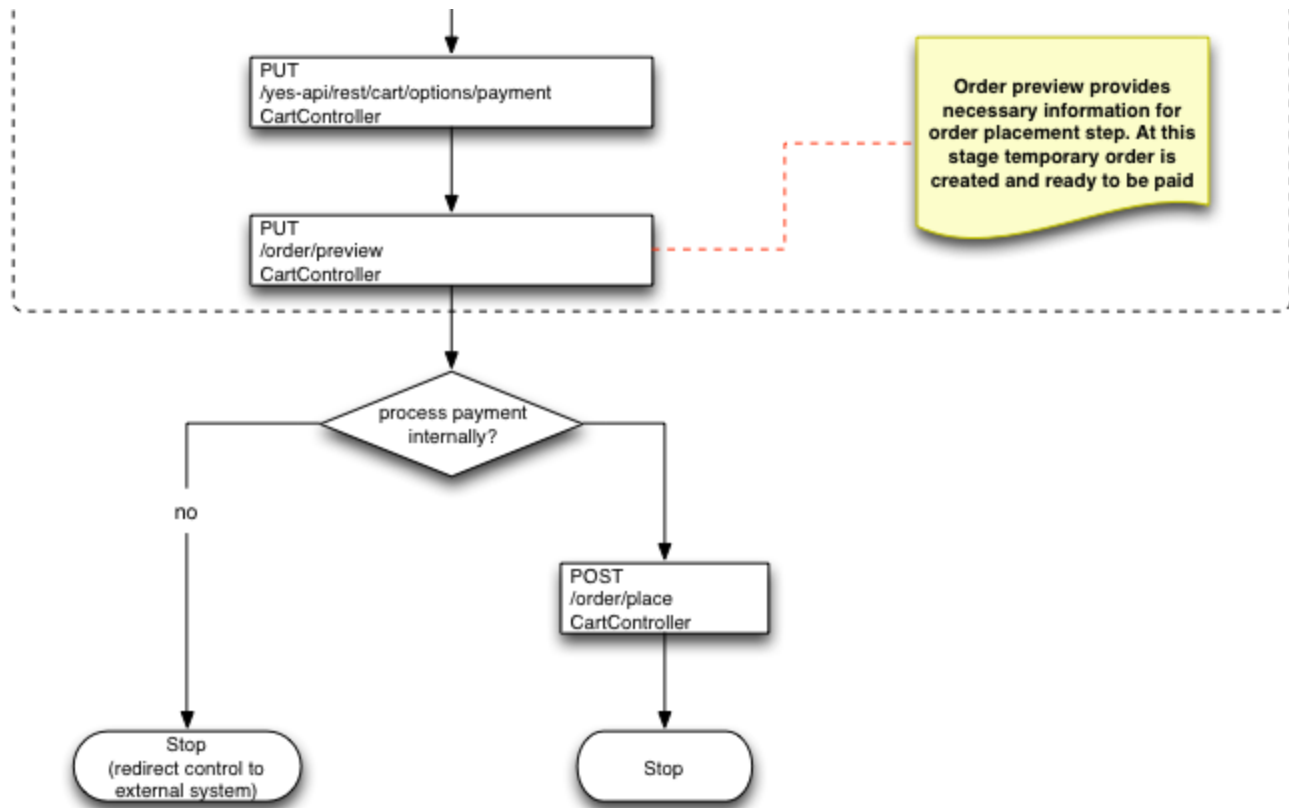 PUT
/yes-api/rest/cart/options/payment
CartController
Order preview provides
necessary information for
order placement step. At this
stage temporary order is
created and ready to be paid
PUT
/order/preview
CartController
process payment
internally?
no
POST
/order/place
CartController
Stop
(redirect control to
external system)
Stop